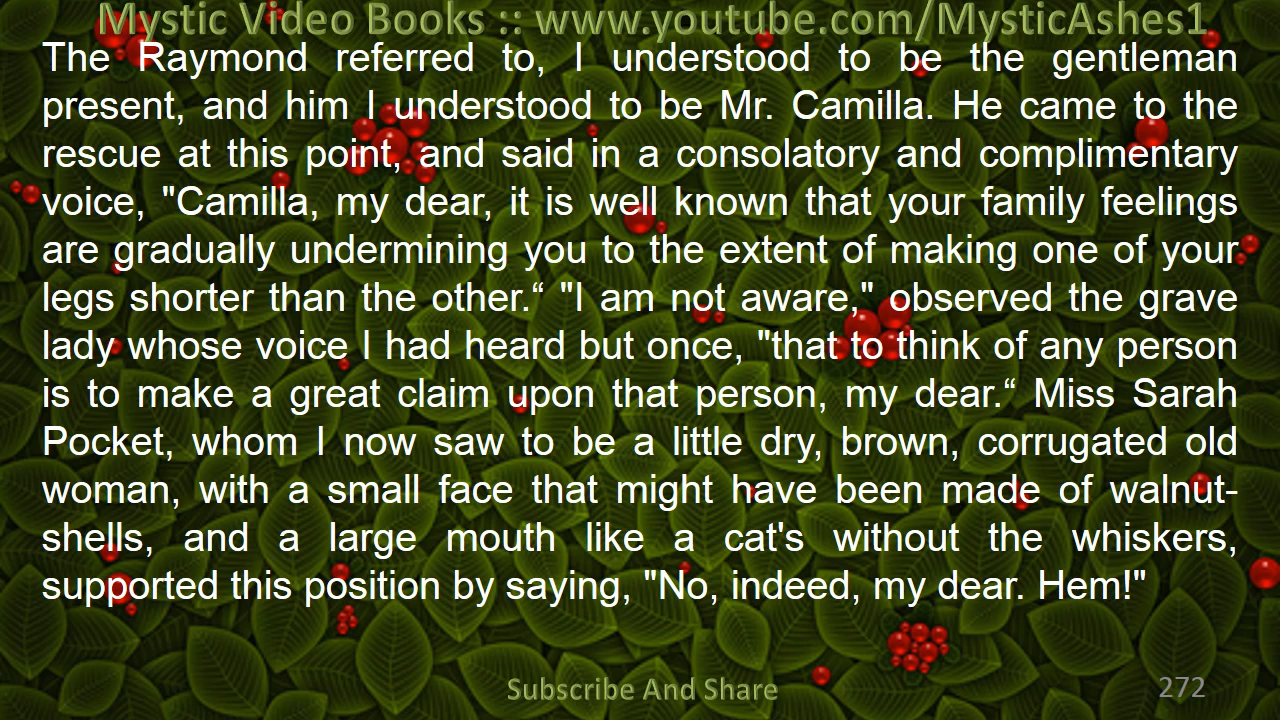 Mystic Video Books :: www.youtube.com/MysticAshes1
The Raymond referred to, I understood to be the gentleman
present, and him I understood to be Mr. Camilla. He came to the
rescue at this point, and said in a consolatory and complimentary
voice, "Camilla, my dear, it is well known that your family feelings
are gradually undermining you to the extent of making one of your
legs shorter than the other.“ "I am not aware," observed the grave
lady whose voice I had heard but once, "that to think of any person
is to make a great claim upon that person, my dear.“ Miss Sarah
Pocket, whom I now saw to be a little dry, brown, corrugated old
woman, with a small face that might have been made of walnut-
shells, and a large mouth like a cat's without the whiskers,
supported this position by saying, "No, indeed, my dear. Hem!"
Subscribe And Share
272